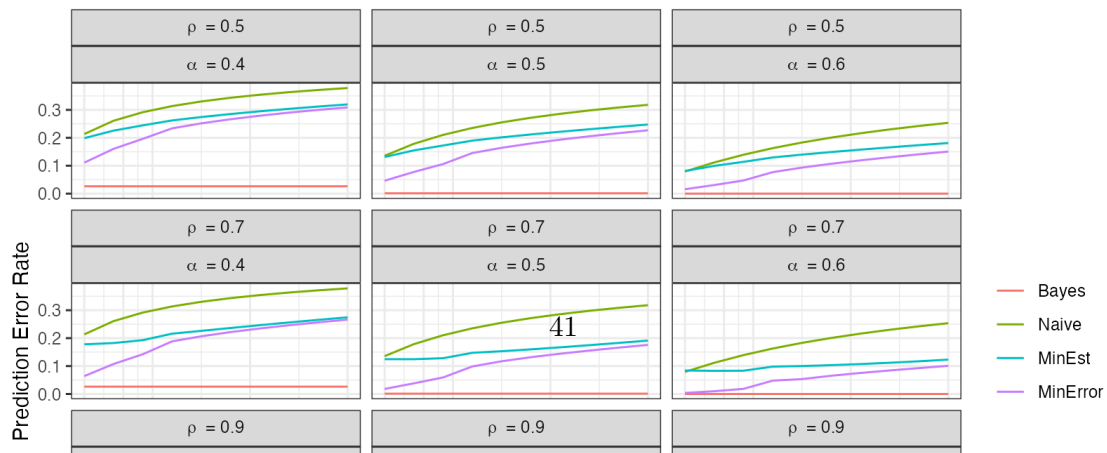 ρ = 0.5 ρ = 0.5 ρ = 0.5
α = 0.4 α = 0.5 α = 0.6
0.3
0.2
0.1
0.0
ρ = 0.7 ρ = 0.7 ρ = 0.7
α = 0.4 α = 0.5 α = 0.6
0.3
0.2
0.1
0.0
41
ρ = 0.9 ρ = 0.9 ρ = 0.9
Prediction Error Rate
Bayes
Naive
MinEst
MinError